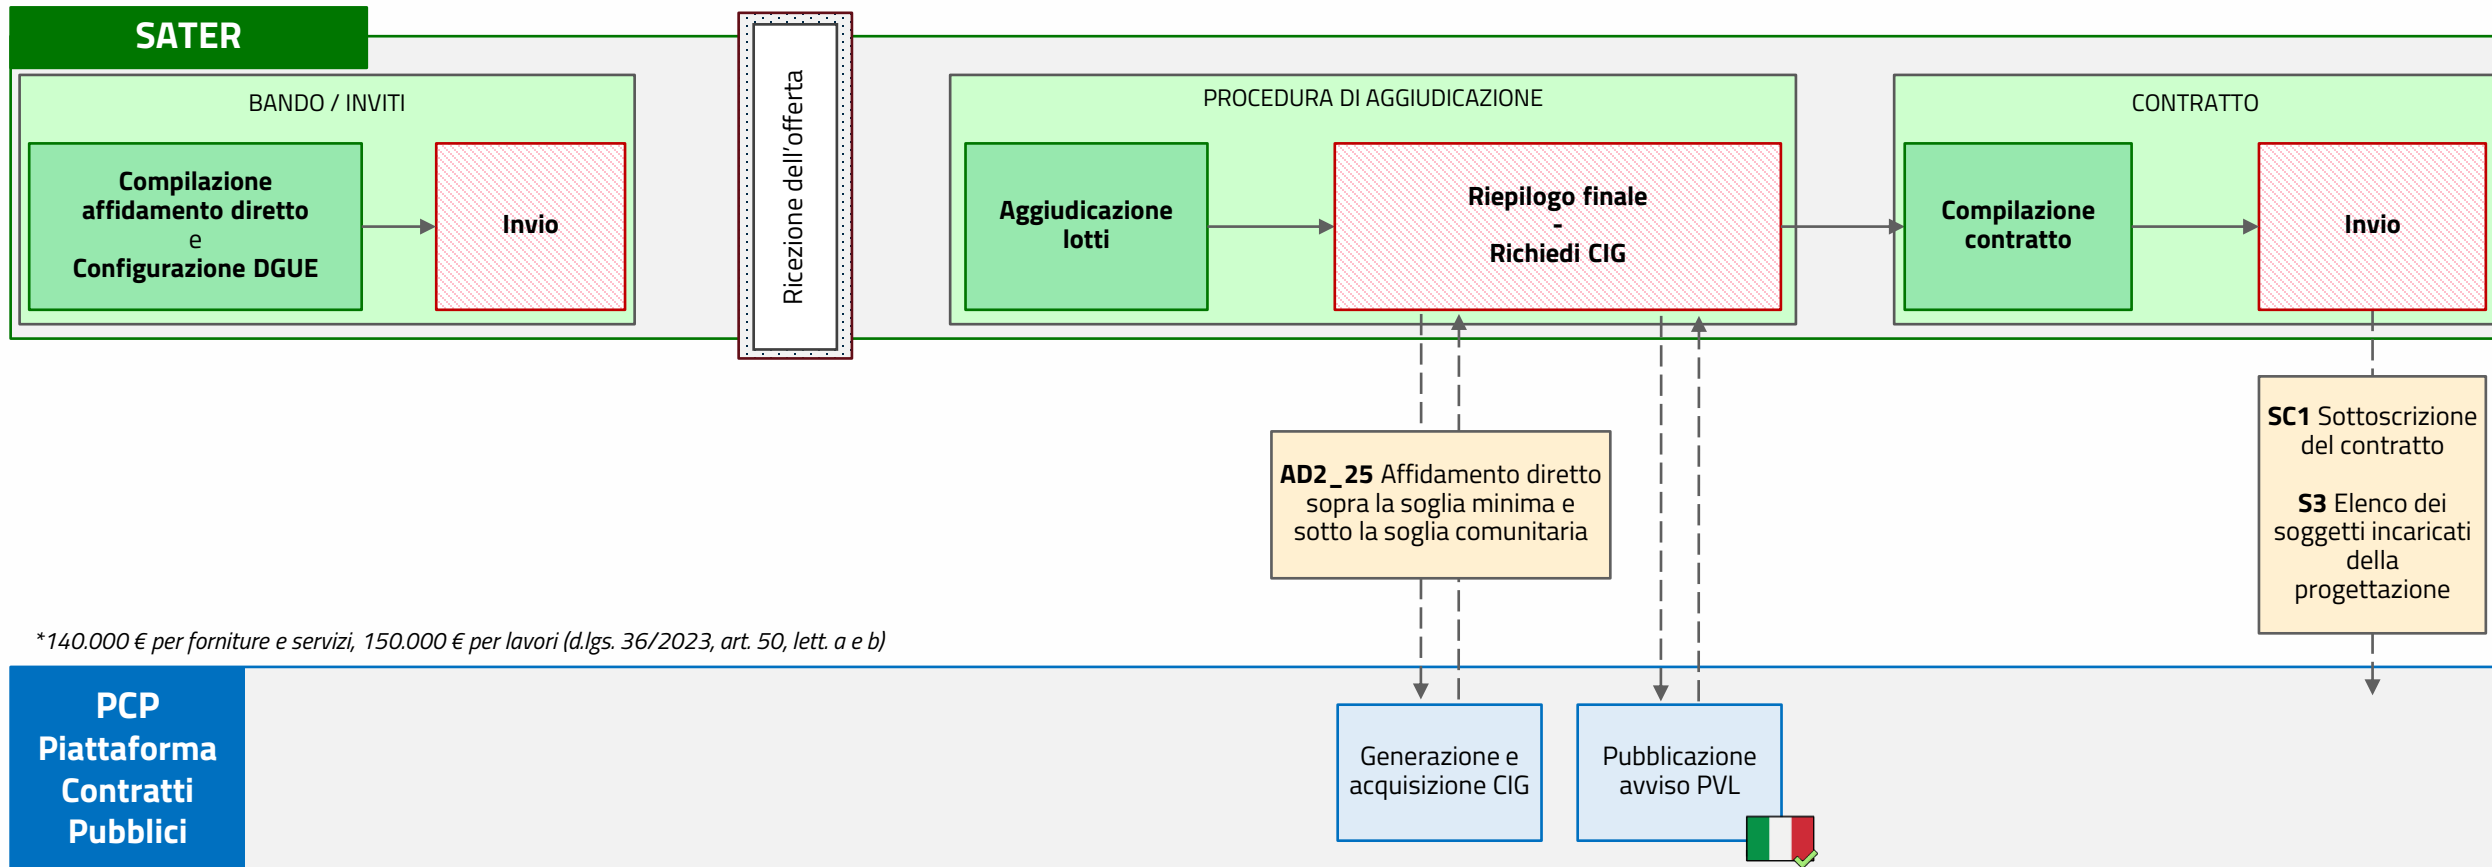 SATER
BANDO / INVITI
Compilazione
affidamento diretto
e
Configurazione DGUE
Invio
Ricezione dell'offerta
PROCEDURA DI AGGIUDICAZIONE
Aggiudicazione
lotti
Riepilogo finale
-
Richiedi CIG
CONTRATTO
Compilazione
contratto
Invio
AD2_25 Affidamento diretto
sopra la soglia minima e
sotto la soglia comunitaria
SC1 Sottoscrizione
del contratto
S3 Elenco dei
soggetti incaricati
della
progettazione
*140.000 € per forniture e servizi, 150.000 € per lavori (d.lgs. 36/2023, art. 50, lett. a e b)
PCP
Piattaforma
Contratti
Pubblici
Generazione e
acquisizione CIG
Pubblicazione
avviso PVL